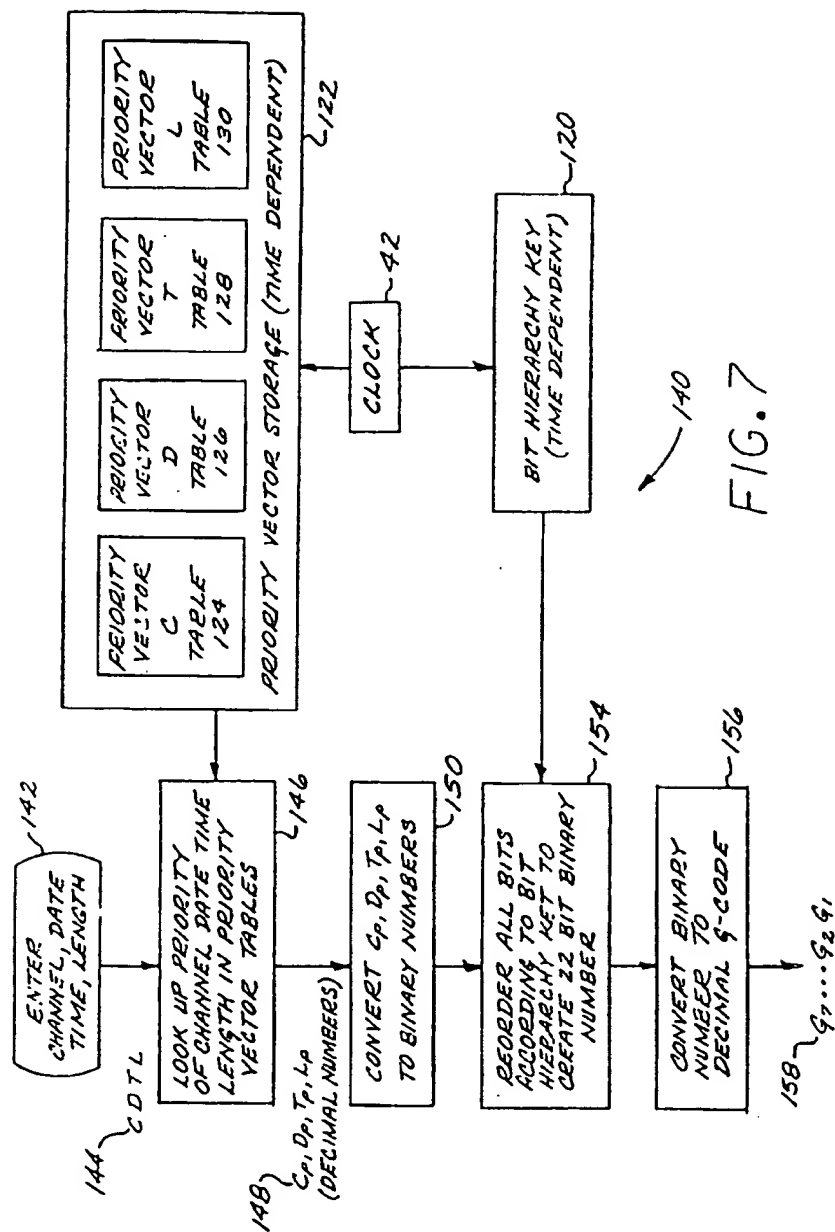 142
ENTER
CHANNEL, DATE
TIME, LENGTH
144
CDTL
LOOK UP PRIORITY
OF CHANNEL DATE TIME
LENGTH IN PRIORITY
VECTOR TABLES
146
148
CP, DP, TP, LP
(DECIMAL NUMBERS)
CONVERT CP, DP, TP, LP
TO BINARY NUMBERS
150
REORDER ALL BITS
ACCORDING TO BIT
HIERARCHY KET TO
CREATE 22 BIT BINARY
NUMBER
154
CONVERT BINARY
NUMBER TO
DECIMAL G-CODE
156
158
G7...G2 G1
PRIORITY
VECTOR
C
TABLE
124
PRIORITY
VECTOR
D
TABLE
126
PRIORITY
VECTOR
T
TABLE
128
PRIORITY
VECTOR
L
TABLE
130
PRIORITY VECTOR STORAGE (TIME DEPENDENT)
122
CLOCK
42
BIT HIERARCHY KEY
(TIME DEPENDENT)
120
140
FIG. 7